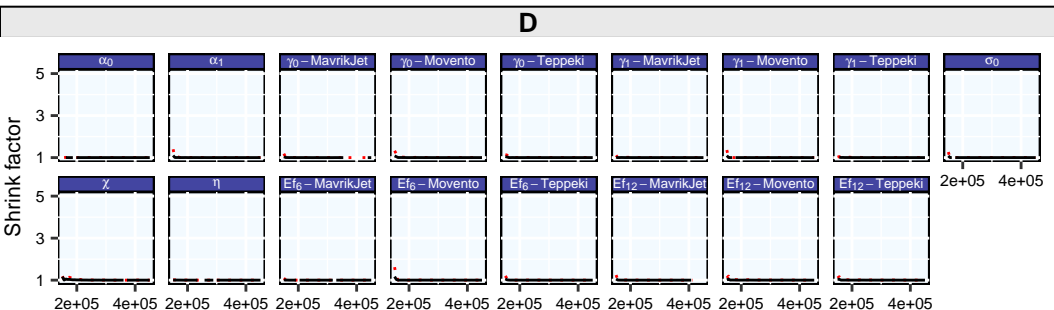 D
α0 α1 γ0 – MavrikJet γ0 – Movento γ0 – Teppeki γ1 – MavrikJet γ1 – Movento γ1 – Teppeki σ0
5
3
1
2e+05 4e+05
Shrink factor
χ η Ef6 – MavrikJet Ef6 – Movento Ef6 – Teppeki Ef12 – MavrikJet Ef12 – Movento Ef12 – Teppeki
5
3
1
2e+05 4e+05 2e+05 4e+05 2e+05 4e+05 2e+05 4e+05 2e+05 4e+05 2e+05 4e+05 2e+05 4e+05 2e+05 4e+05